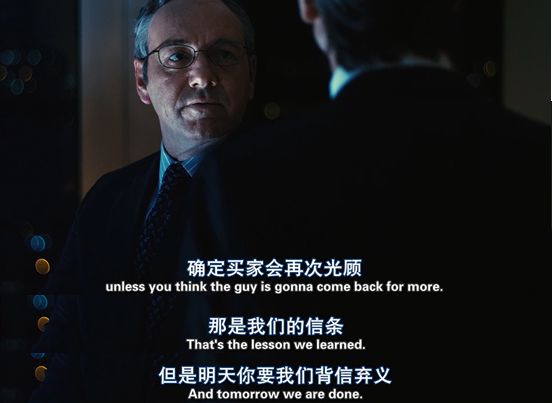 确定买家会再次光顾
unless you think the guy is gonna come back for more.
那是我们的信条
That's the lesson we learned.
但是明天你要我们背信弃义
And tomorrow we are done.